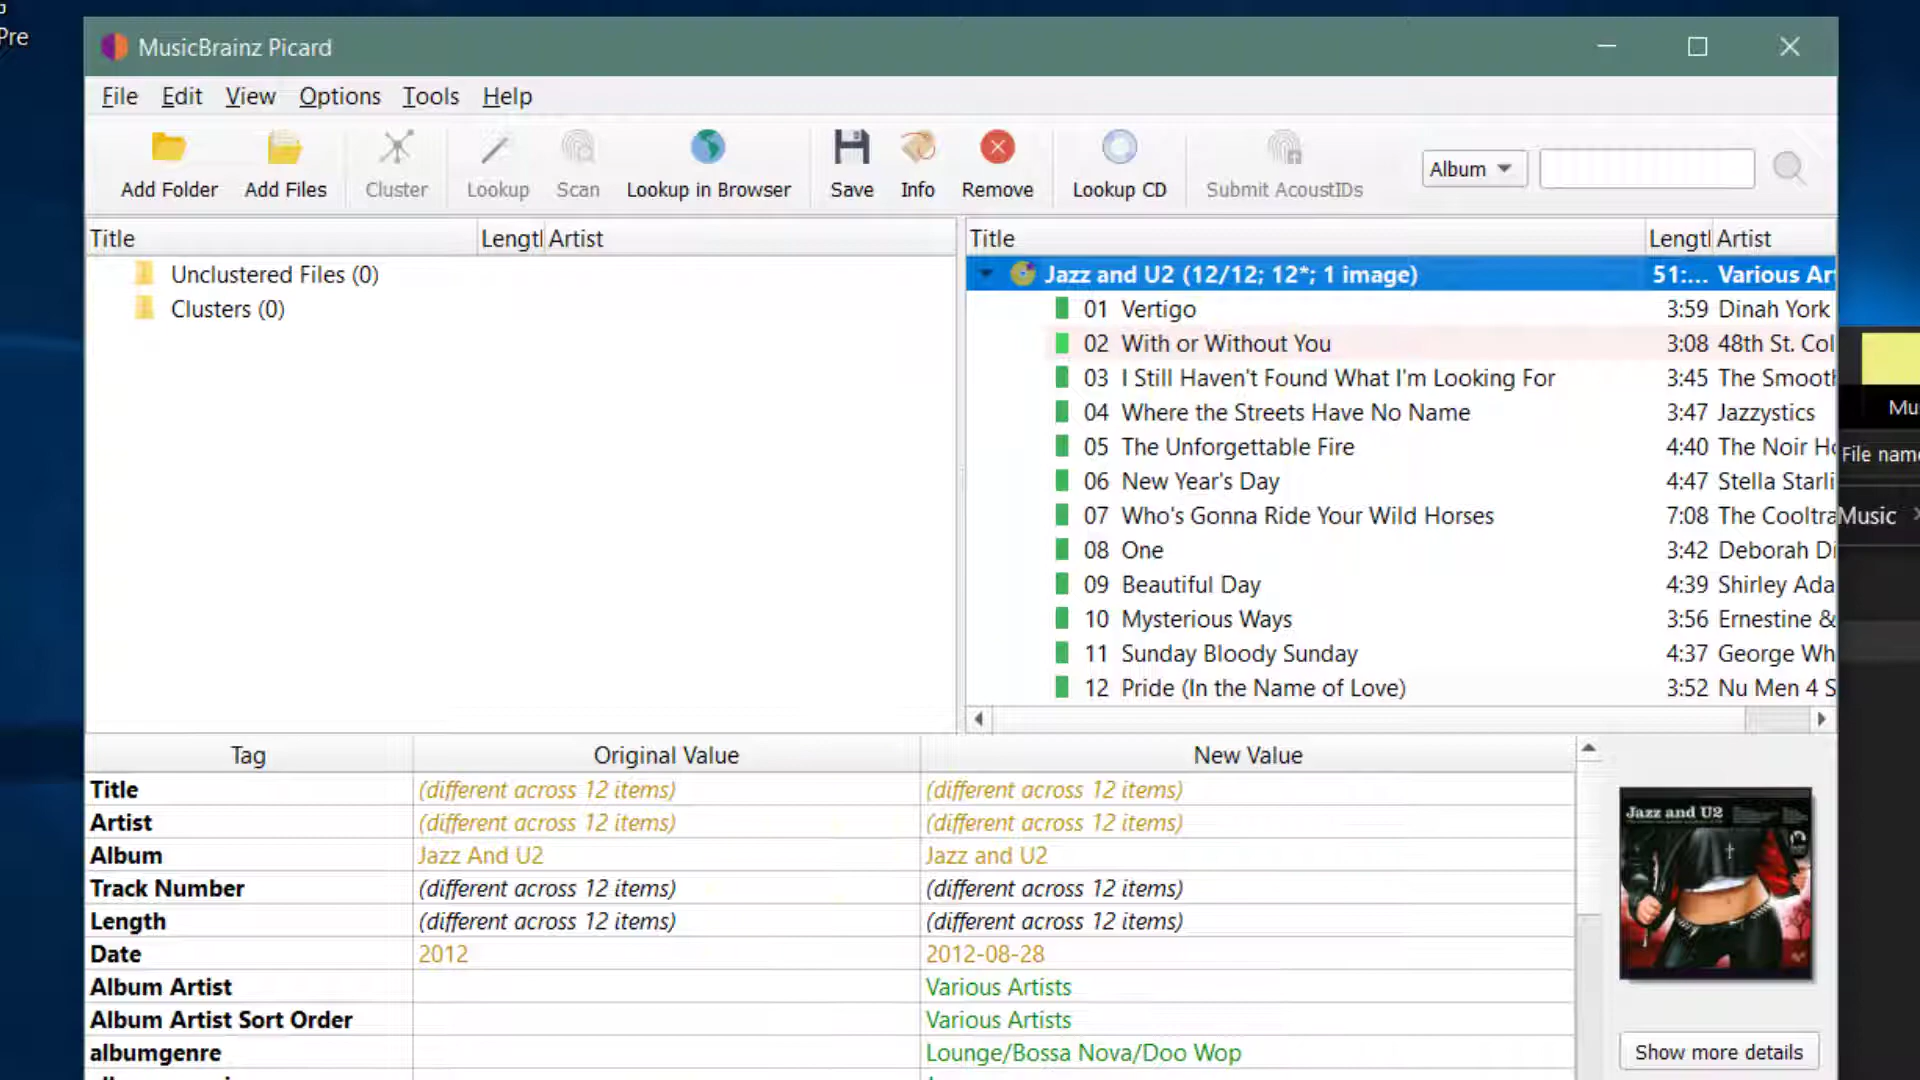 Pre
MusicBrainz Picard
File Edit View Options Tools Help
Add Folder Add Files Cluster Lookup Scan Lookup in Browser Save Info Remove Lookup CD Submit AcoustIDs Album
Title Lengtl Artist
Unclustered Files (0)
Clusters (0)
Title Lengtl Artist
Jazz and U2 (12/12; 12*; 1 image) 51:... Various Ar
01 Vertigo 3:59 Dinah York
02 With or Without You 3:08 48th St. Col
03 I Still Haven't Found What I'm Looking For 3:45 The Smooth
04 Where the Streets Have No Name 3:47 Jazzystics
05 The Unforgettable Fire 4:40 The Noir Ho
06 New Year's Day 4:47 Stella Starli
07 Who's Gonna Ride Your Wild Horses 7:08 The Cooltra
08 One 3:42 Deborah Di
09 Beautiful Day 4:39 Shirley Ada
10 Mysterious Ways 3:56 Ernestine &
11 Sunday Bloody Sunday 4:37 George Wh
12 Pride (In the Name of Love) 3:52 Nu Men 4 S
Mu
File name
Music
Tag Original Value New Value
Title (different across 12 items) (different across 12 items)
Artist (different across 12 items) (different across 12 items)
Album Jazz And U2 Jazz and U2
Track Number (different across 12 items) (different across 12 items)
Length (different across 12 items) (different across 12 items)
Date 2012 2012-08-28
Album Artist Various Artists
Album Artist Sort Order Various Artists
albumgenre Lounge/Bossa Nova/Doo Wop
Jazz and U2
Show more details